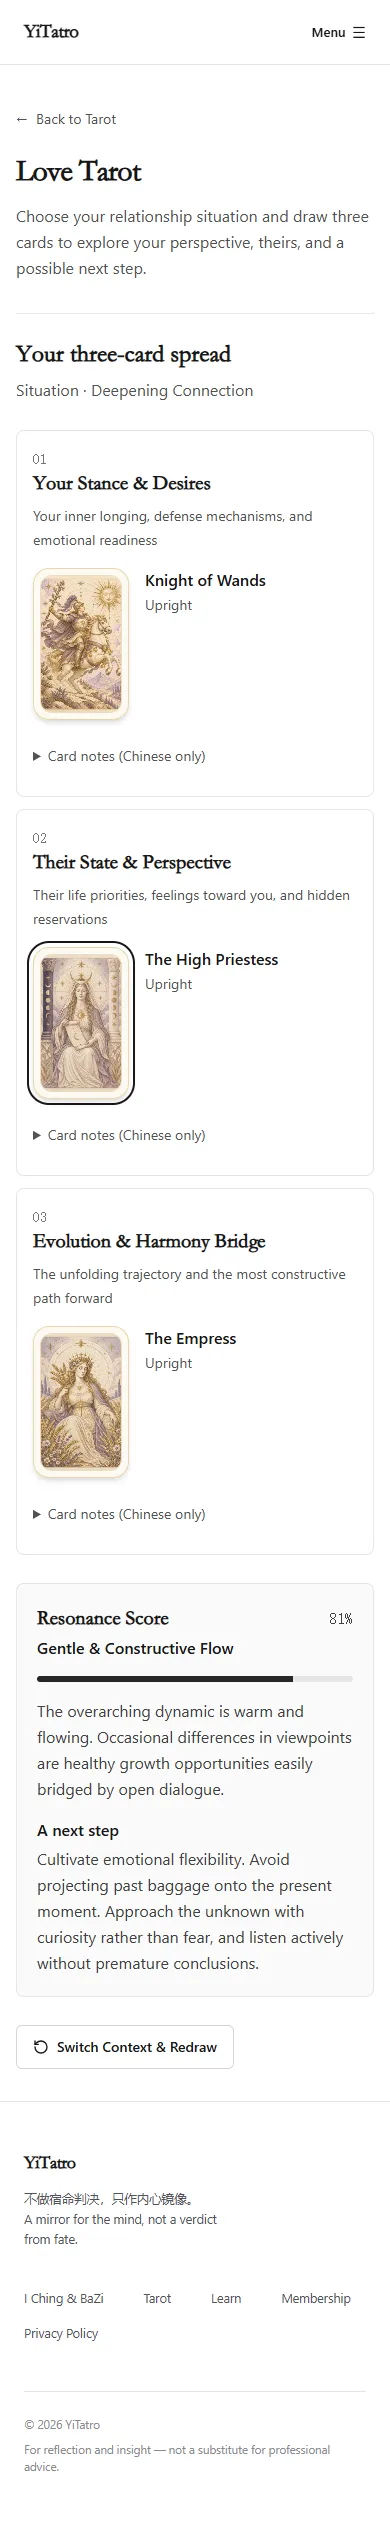 YiTatro
Menu
← Back to Tarot
Love Tarot
Choose your relationship situation and draw three
cards to explore your perspective, theirs, and a
possible next step.
Your three-card spread
Situation · Deepening Connection
01
Your Stance & Desires
Your inner longing, defense mechanisms, and
emotional readiness
Knight of Wands
Upright
▶ Card notes (Chinese only)
02
Their State & Perspective
Their life priorities, feelings toward you, and hidden
reservations
The High Priestess
Upright
▶ Card notes (Chinese only)
03
Evolution & Harmony Bridge
The unfolding trajectory and the most constructive
path forward
The Empress
Upright
▶ Card notes (Chinese only)
Resonance Score 81%
Gentle & Constructive Flow
The overarching dynamic is warm and
flowing. Occasional differences in viewpoints
are healthy growth opportunities easily
bridged by open dialogue.
A next step
Cultivate emotional flexibility. Avoid
projecting past baggage onto the present
moment. Approach the unknown with
curiosity rather than fear, and listen actively
without premature conclusions.
Switch Context & Redraw
YiTatro
不做宿命判决，只作内心镜像。
A mirror for the mind, not a verdict
from fate.
I Ching & BaZi Tarot Learn Membership
Privacy Policy
© 2026 YiTatro
For reflection and insight — not a substitute for professional
advice.